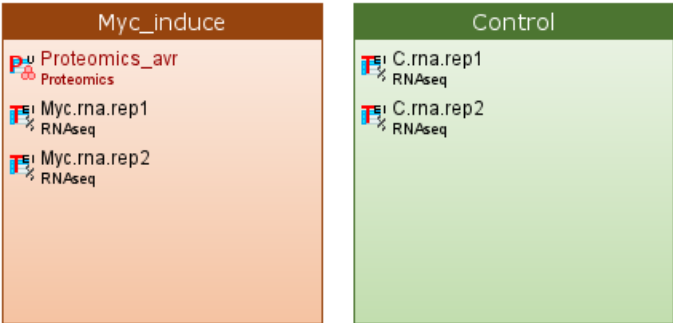 Myc_induce
Proteomics_avr
Proteomics
Myc.rna.rep1
RNAseq
Myc.rna.rep2
RNAseq
Control
C.rna.rep1
RNAseq
C.rna.rep2
RNAseq